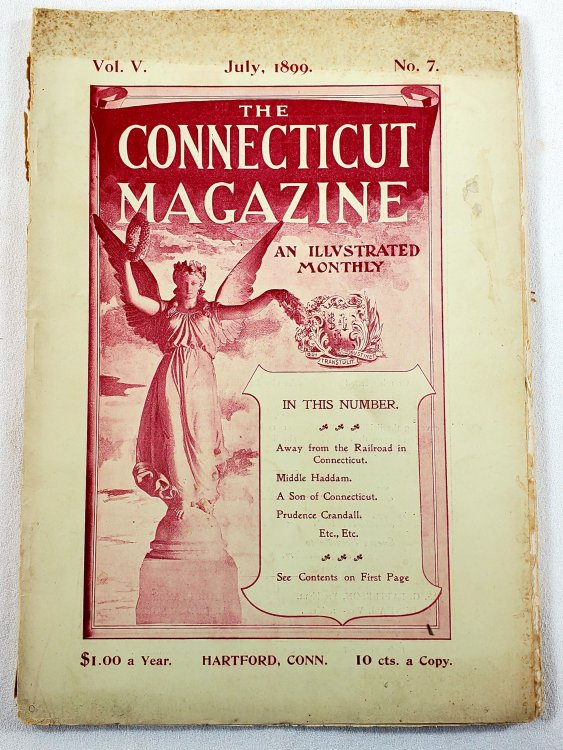 Vol. V. July, 1899. No. 7.
THE
CONNECTICUT
MAGAZINE
AN ILLVSTRATED
MONTHLY
QUI SUSTINET
TRANSTULIT
IN THIS NUMBER.
Away from the Railroad in
Connecticut.
Middle Haddam.
A Son of Connecticut.
Prudence Crandall.
Etc., Etc.
See Contents on First Page
$1.00 a Year. HARTFORD, CONN. 10 cts. a Copy.